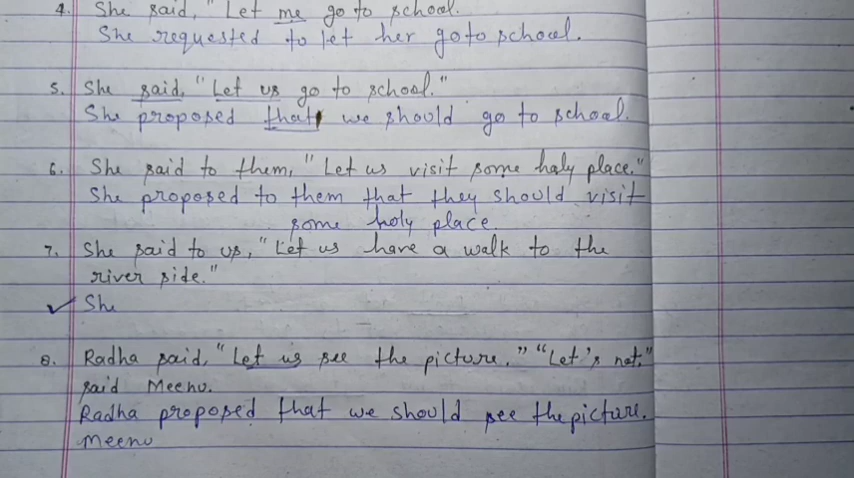 4. She said, "Let me go to school.
She requested to let her go to school.
5. She said, "Let us go to school."
She proposed that we should go to school.
6. She said to them, "Let us visit some holy place."
She proposed to them that they should visit
some holy place.
7. She said to us, "Let us have a walk to the
river side."
✓ She
8. Radha said, "Let us see the picture." "Let's not,"
said Meenu.
Radha proposed that we should see the picture.
Meenu